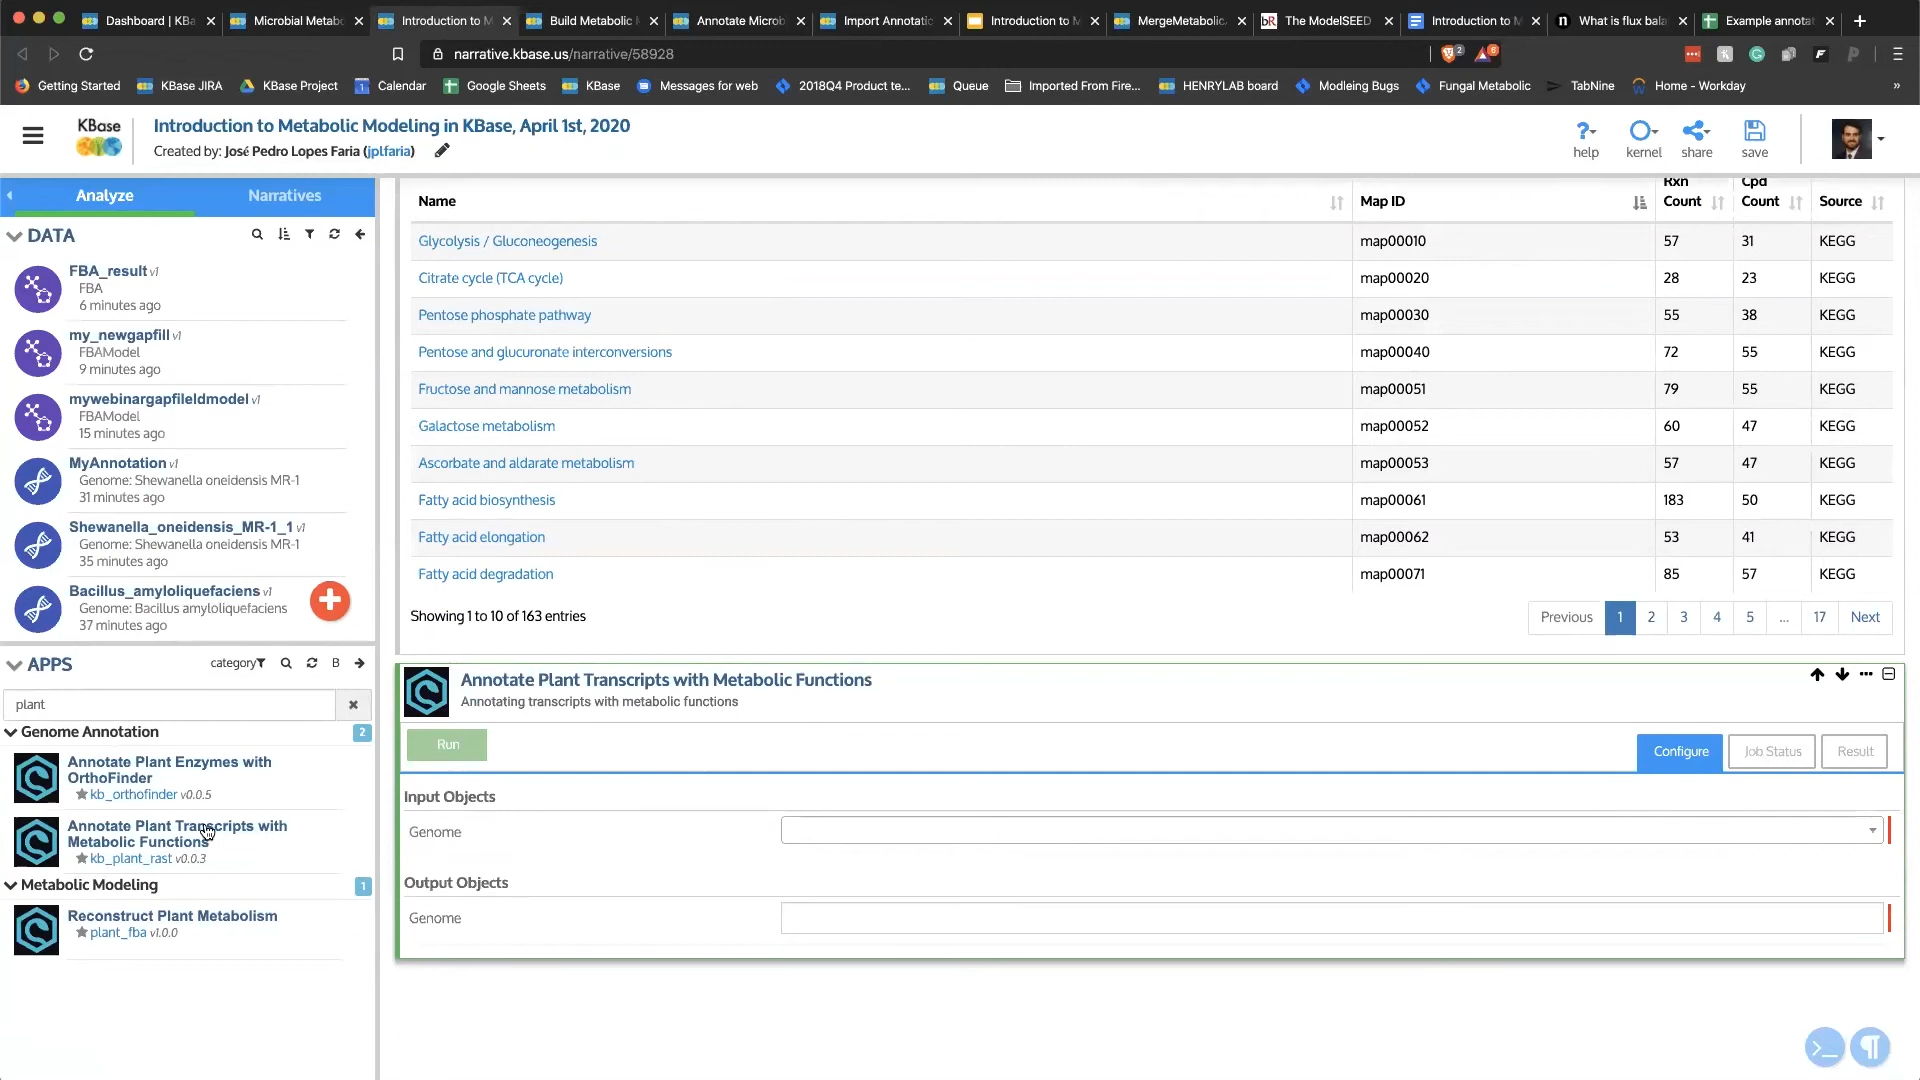 Dashboard | KBa
Microbial Metabo
Introduction to M
Build Metabolic
Annotate Microb
Import Annotatic
Introduction to M
MergeMetabolic
bR The ModelSEED
Introduction to M
n What is flux bala
Example annotat
narrative.kbase.us/narrative/58928
2
8
Getting Started
KBase JIRA
KBase Project
1 Calendar
Google Sheets
KBase
Messages for web
2018Q4 Product te...
Queue
Imported From Fire...
HENRYLAB board
Modleing Bugs
Fungal Metabolic
TabNine
Home - Workday
»
KBase
Introduction to Metabolic Modeling in KBase, April 1st, 2020
Created by: José Pedro Lopes Faria (jplfaria)
help
kernel
share
save
Analyze
Narratives
DATA
FBA_result v1
FBA
6 minutes ago
my_newgapfill v1
FBAModel
9 minutes ago
mywebinargapfileldmodel v1
FBAModel
15 minutes ago
MyAnnotation v1
Genome: Shewanella oneidensis MR-1
31 minutes ago
Shewanella_oneidensis_MR-1_1 v1
Genome: Shewanella oneidensis MR-1
35 minutes ago
Bacillus_amyloliquefaciens v1
Genome: Bacillus amyloliquefaciens
37 minutes ago
APPS
category
B
plant
Genome Annotation 2
Annotate Plant Enzymes with
OrthoFinder
kb_orthofinder v0.0.5
Annotate Plant Transcripts with
Metabolic Functions
kb_plant_rast v0.0.3
Metabolic Modeling 1
Reconstruct Plant Metabolism
plant_fba v1.0.0
Name Map ID Rxn Count Cpd Count Source
Glycolysis / Gluconeogenesis map00010 57 31 KEGG
Citrate cycle (TCA cycle) map00020 28 23 KEGG
Pentose phosphate pathway map00030 55 38 KEGG
Pentose and glucuronate interconversions map00040 72 55 KEGG
Fructose and mannose metabolism map00051 79 55 KEGG
Galactose metabolism map00052 60 47 KEGG
Ascorbate and aldarate metabolism map00053 57 47 KEGG
Fatty acid biosynthesis map00061 183 50 KEGG
Fatty acid elongation map00062 53 41 KEGG
Fatty acid degradation map00071 85 57 KEGG
Showing 1 to 10 of 163 entries
Previous 1 2 3 4 5 ... 17 Next
Annotate Plant Transcripts with Metabolic Functions
Annotating transcripts with metabolic functions
Run
Configure
Job Status
Result
Input Objects
Genome
Output Objects
Genome